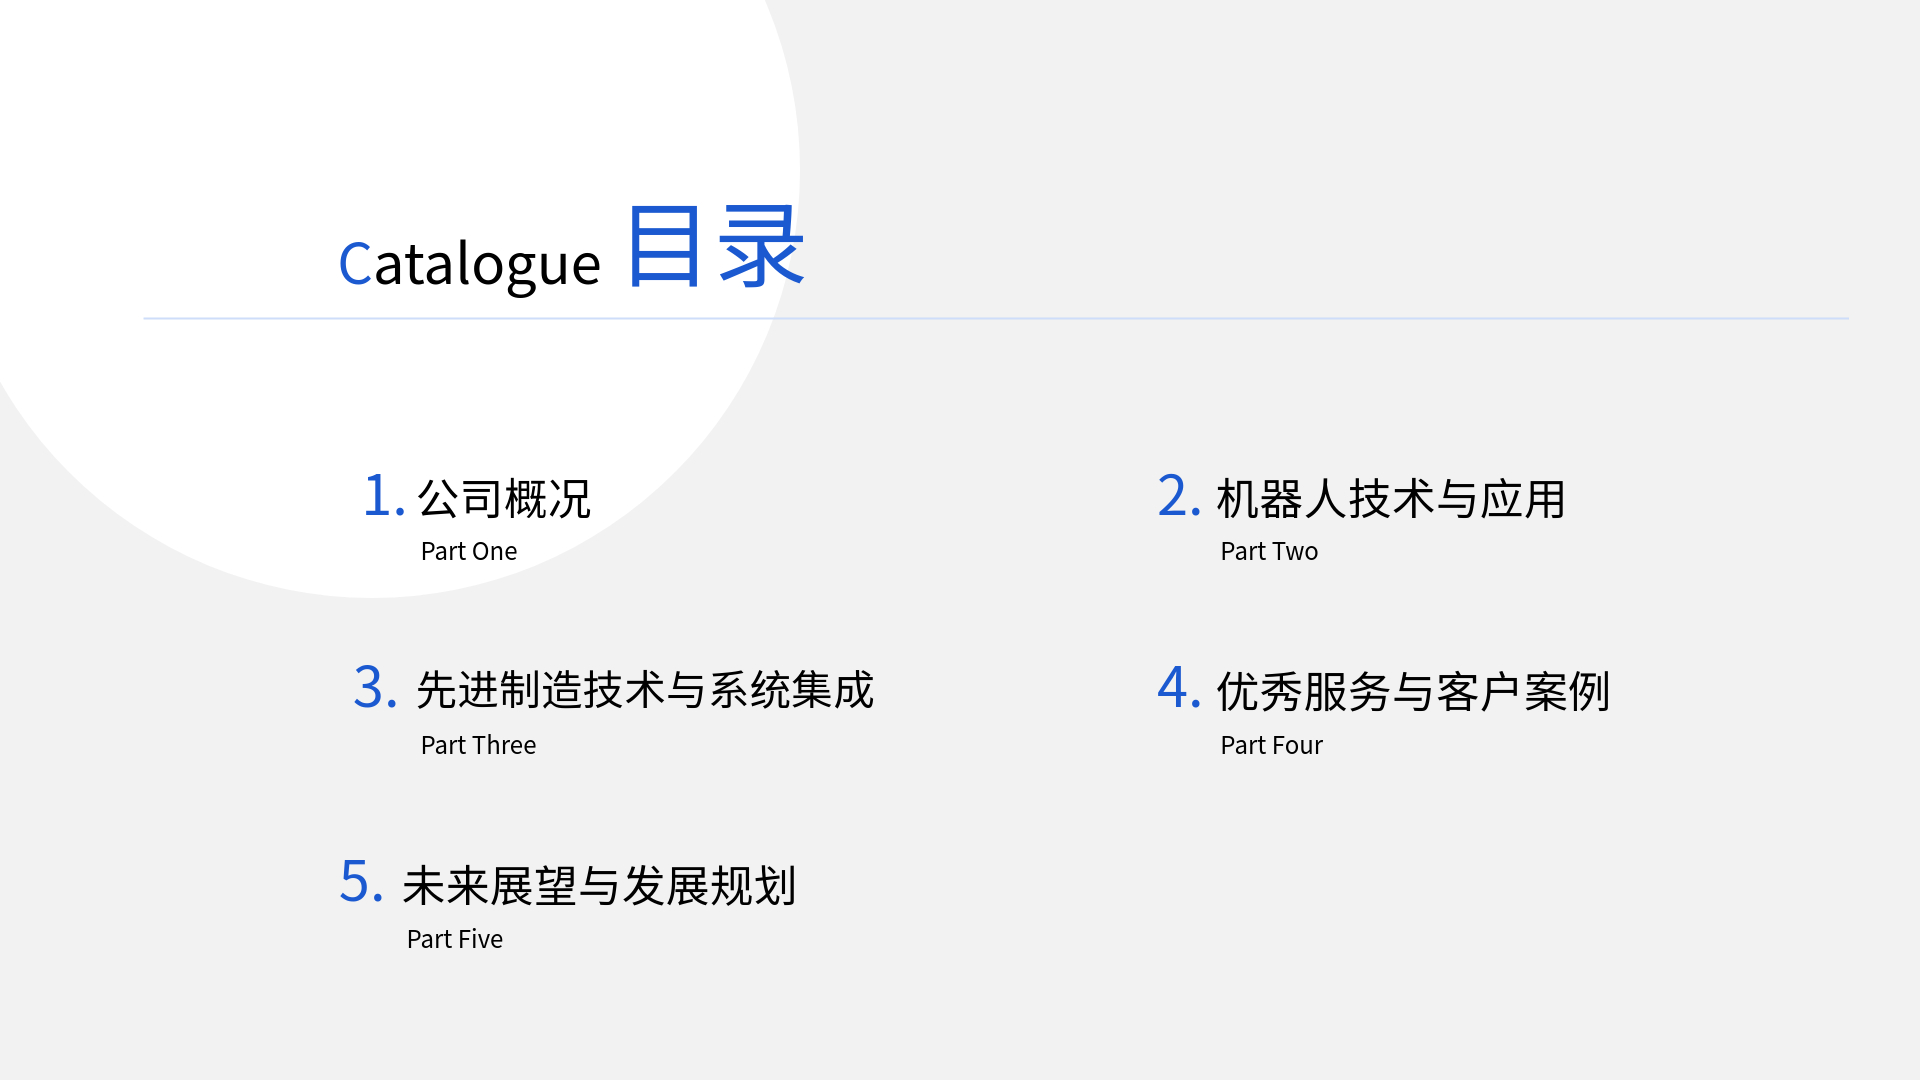 Catalogue 目录
1. 公司概况
Part One
2. 机器人技术与应用
Part Two
3. 先进制造技术与系统集成
Part Three
4. 优秀服务与客户案例
Part Four
5. 未来展望与发展规划
Part Five